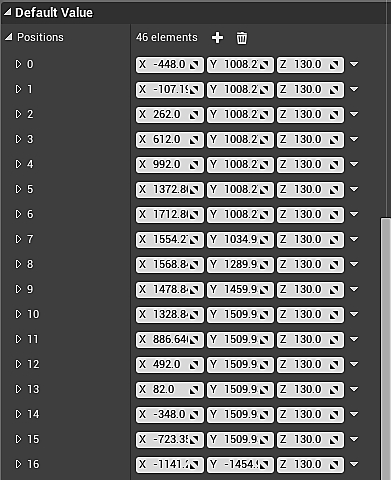 Default Value
Positions 46 elements
0 X -448.0 Y 1008.2 Z 130.0
1 X -107.19 Y 1008.2 Z 130.0
2 X 262.0 Y 1008.2 Z 130.0
3 X 612.0 Y 1008.2 Z 130.0
4 X 992.0 Y 1008.2 Z 130.0
5 X 1372.8 Y 1008.2 Z 130.0
6 X 1712.8 Y 1008.2 Z 130.0
7 X 1554.2 Y 1034.9 Z 130.0
8 X 1568.8 Y 1289.9 Z 130.0
9 X 1478.8 Y 1459.9 Z 130.0
10 X 1328.8 Y 1509.9 Z 130.0
11 X 886.64 Y 1509.9 Z 130.0
12 X 492.0 Y 1509.9 Z 130.0
13 X 82.0 Y 1509.9 Z 130.0
14 X -348.0 Y 1509.9 Z 130.0
15 X -723.3 Y 1509.9 Z 130.0
16 X -1141. Y -1454. Z 130.0